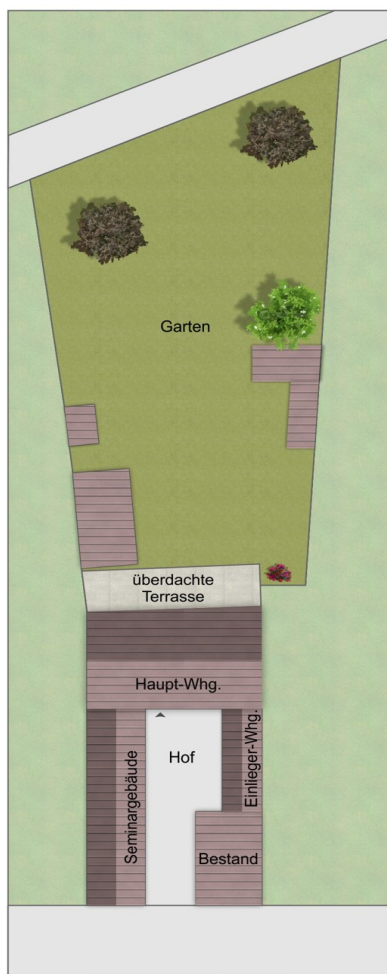 Garten
überdachte
Terrasse
Haupt-Whg.
Hof
Seminargebäude
Einlieger-Whg.
Bestand